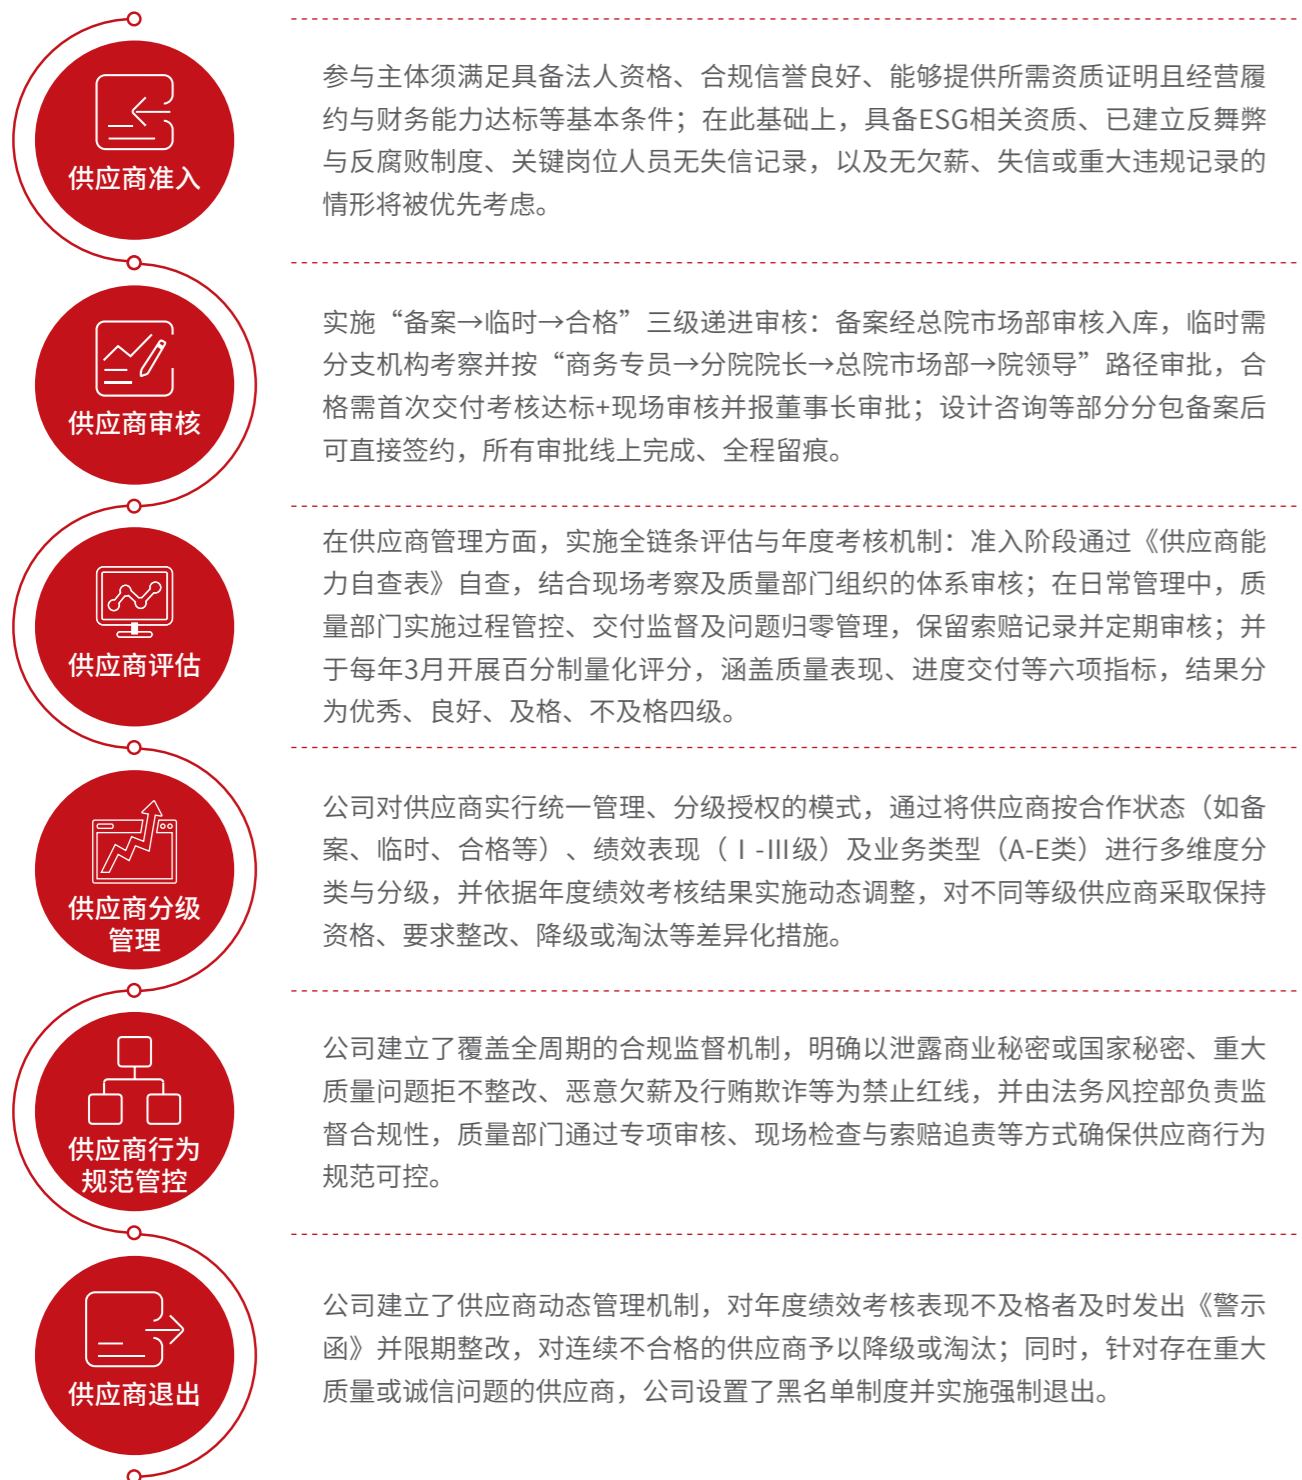 供应商准入
参与主体须满足具备法人资格、合规信誉良好、能够提供所需资质证明且经营履
约与财务能力达标等基本条件；在此基础上，具备ESG相关资质、已建立反舞弊
与反腐败制度、关键岗位人员无失信记录，以及无欠薪、失信或重大违规记录的
情形将被优先考虑。
供应商审核
实施“备案→临时→合格”三级递进审核：备案经总院市场部审核入库，临时需
分支机构考察并按“商务专员→分院院长→总院市场部→院领导”路径审批，合
格需首次交付考核达标+现场审核并报董事长审批；设计咨询等部分分包备案后
可直接签约，所有审批线上完成、全程留痕。
供应商评估
在供应商管理方面，实施全链条评估与年度考核机制：准入阶段通过《供应商能
力自查表》自查，结合现场考察及质量部门组织的体系审核；在日常管理中，质
量部门实施过程管控、交付监督及问题归零管理，保留索赔记录并定期审核；并
于每年3月开展百分制量化评分，涵盖质量表现、进度交付等六项指标，结果分
为优秀、良好、及格、不及格四级。
供应商分级
管理
公司对供应商实行统一管理、分级授权的模式，通过将供应商按合作状态（如备
案、临时、合格等）、绩效表现（Ⅰ-III级）及业务类型（A-E类）进行多维度分
类与分级，并依据年度绩效考核结果实施动态调整，对不同等级供应商采取保持
资格、要求整改、降级或淘汰等差异化措施。
供应商行为
规范管控
公司建立了覆盖全周期的合规监督机制，明确以泄露商业秘密或国家秘密、重大
质量问题拒不整改、恶意欠薪及行贿欺诈等为禁止红线，并由法务风控部负责监
督合规性，质量部门通过专项审核、现场检查与索赔追责等方式确保供应商行为
规范可控。
供应商退出
公司建立了供应商动态管理机制，对年度绩效考核表现不及格者及时发出《警示
函》并限期整改，对连续不合格的供应商予以降级或淘汰；同时，针对存在重大
质量或诚信问题的供应商，公司设置了黑名单制度并实施强制退出。